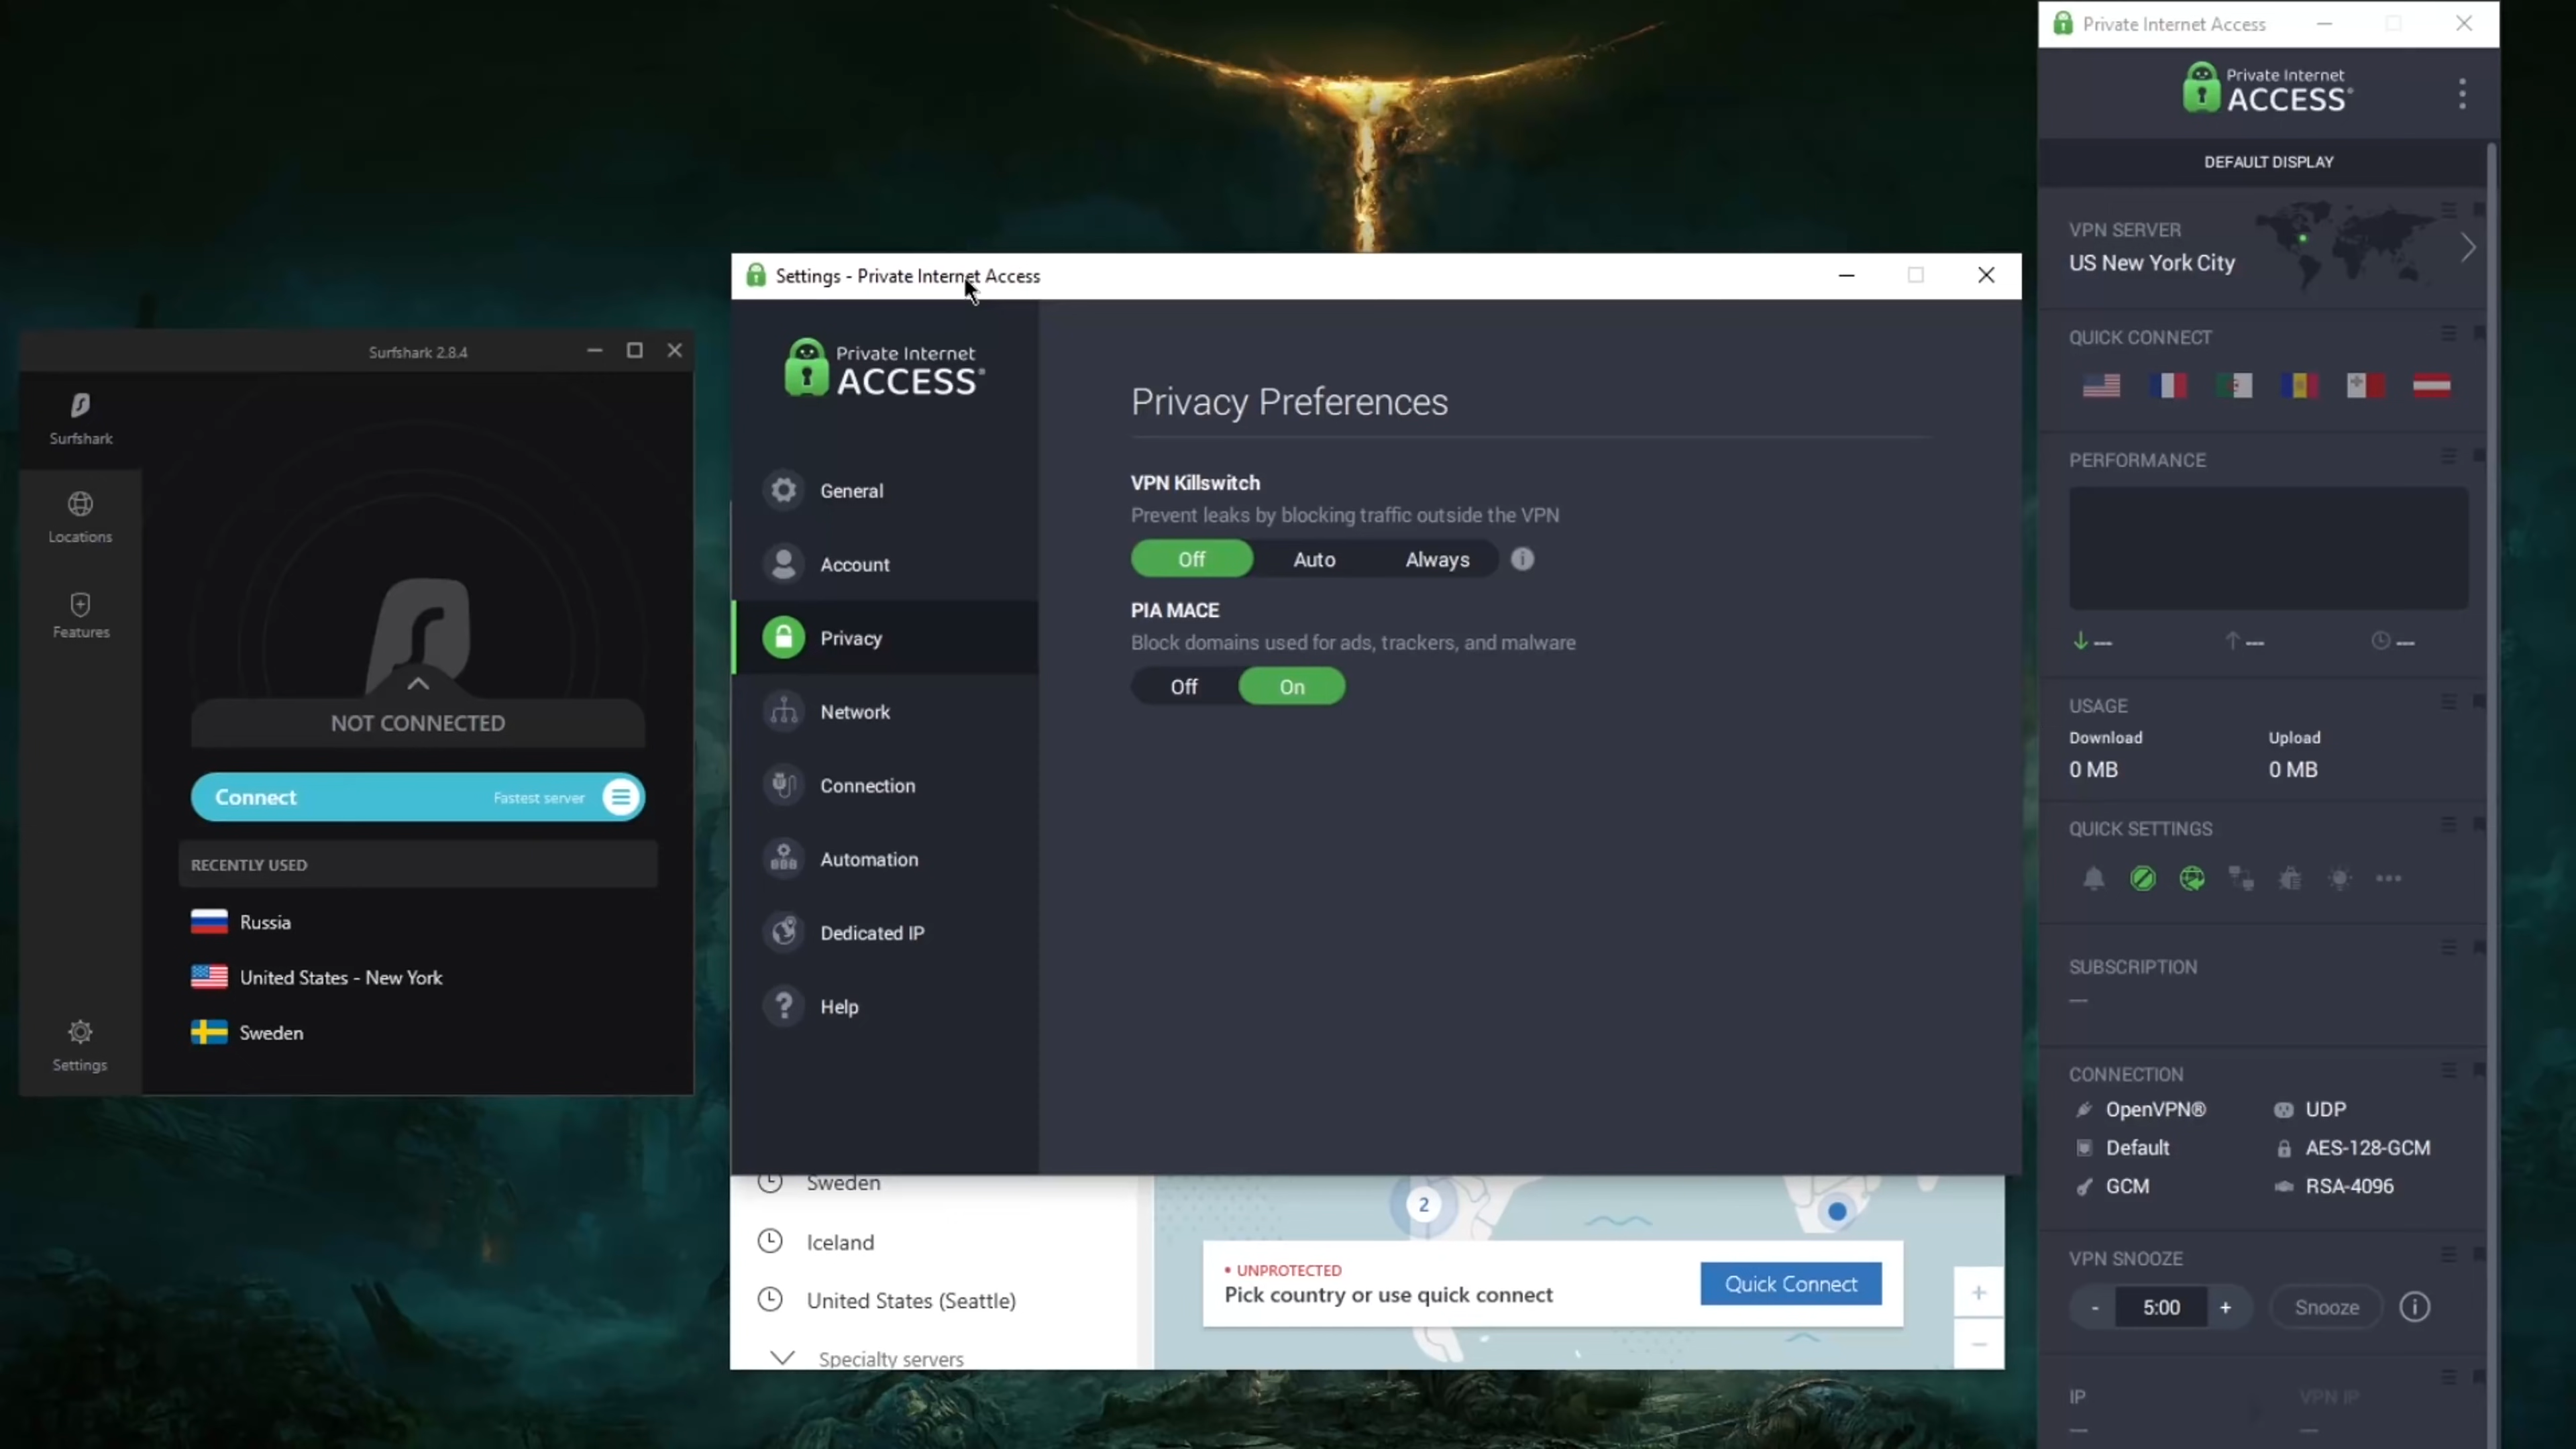 Surfshark 2.8.4
Surfshark
Locations
Features
Settings
NOT CONNECTED
Connect
Fastest server
RECENTLY USED
Russia
United States - New York
Sweden
Settings - Private Internet Access
Private Internet
ACCESS®
General
Account
Privacy
Network
Connection
Automation
Dedicated IP
Help
Privacy Preferences
VPN Killswitch
Prevent leaks by blocking traffic outside the VPN
Off Auto Always
PIA MACE
Block domains used for ads, trackers, and malware
Off On
Sweden
Iceland
United States (Seattle)
Specialty servers
2
• UNPROTECTED
Pick country or use quick connect
Quick Connect
+
−
Private Internet Access
Private Internet
ACCESS®
DEFAULT DISPLAY
VPN SERVER
US New York City
QUICK CONNECT
PERFORMANCE
--- --- ---
USAGE
Download Upload
0 MB 0 MB
QUICK SETTINGS
SUBSCRIPTION
---
CONNECTION
OpenVPN® UDP
Default AES-128-GCM
GCM RSA-4096
VPN SNOOZE
- 5:00 + Snooze
IP VPN IP
--- ---